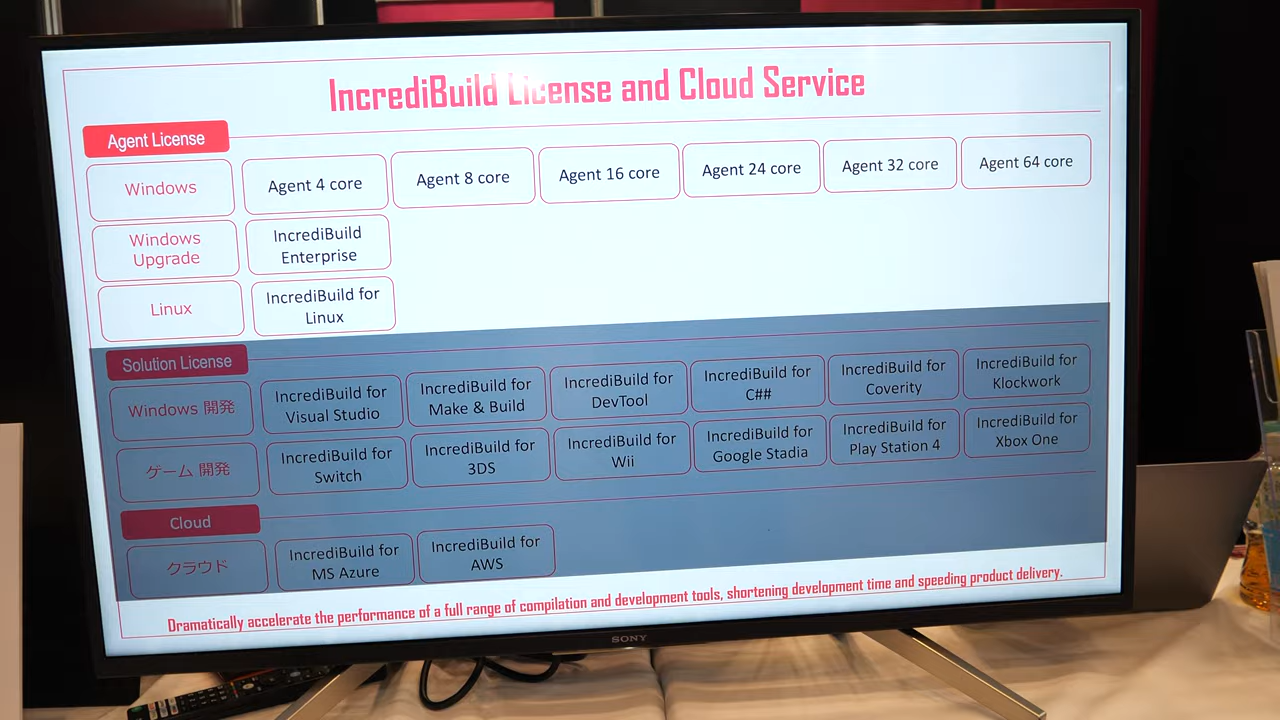 IncrediBuild License and Cloud Service
Agent License
Windows
Agent 4 core
Agent 8 core
Agent 16 core
Agent 24 core
Agent 32 core
Agent 64 core
Windows
Upgrade
IncrediBuild
Enterprise
Linux
IncrediBuild for
Linux
Solution License
Windows 開発
IncrediBuild for
Visual Studio
IncrediBuild for
Make & Build
IncrediBuild for
DevTool
IncrediBuild for
C##
IncrediBuild for
Coverity
IncrediBuild for
Klockwork
ゲーム 開発
IncrediBuild for
Switch
IncrediBuild for
3DS
IncrediBuild for
Wii
IncrediBuild for
Google Stadia
IncrediBuild for
Play Station 4
IncrediBuild for
Xbox One
Cloud
クラウド
IncrediBuild for
MS Azure
IncrediBuild for
AWS
Dramatically accelerate the performance of a full range of compilation and development tools, shortening development time and speeding product delivery.
SONY